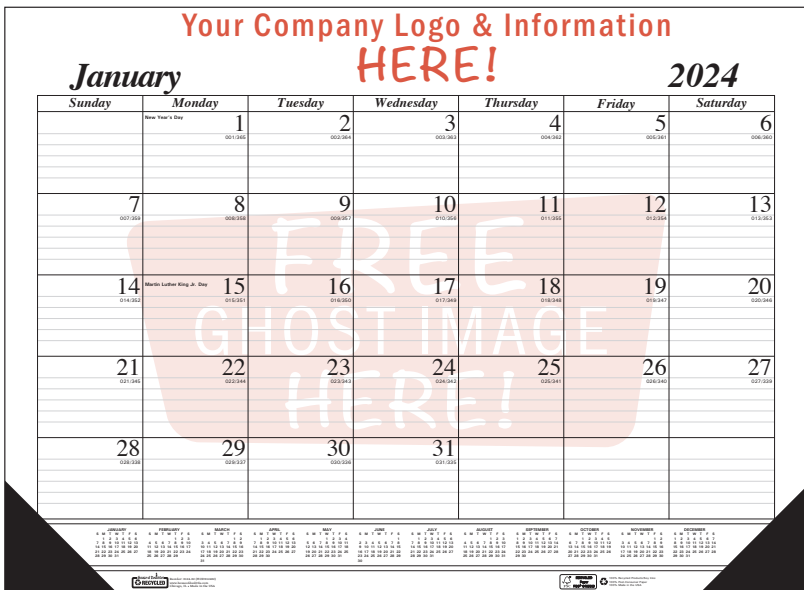 Your Company Logo & Information
HERE!
January 2024
Sunday Monday Tuesday Wednesday Thursday Friday Saturday
New Year's Day 1 2 3 4 5 6
001/365 002/364 003/363 004/362 005/361 006/360
7 8 9 10 11 12 13
007/359 008/358 009/357 010/356 011/355 012/354 013/353
FREE
14 Martin Luther King Jr. Day 15 16 17 18 19 20
014/352 015/351 016/350 017/349 018/348 019/347 020/346
GHOST IMAGE
21 22 23 24 25 26 27
021/345 022/344 023/343 024/342 025/341 026/340 027/339
HERE!
28 29 30 31
028/338 029/337 030/336 031/335
JANUARY FEBRUARY MARCH APRIL MAY JUNE JULY AUGUST SEPTEMBER OCTOBER NOVEMBER DECEMBER
S M T W T F S S M T W T F S S M T W T F S S M T W T F S S M T W T F S S M T W T F S S M T W T F S S M T W T F S S M T W T F S S M T W T F S S M T W T F S S M T W T F S
RECYCLED
RECYCLED
Paper